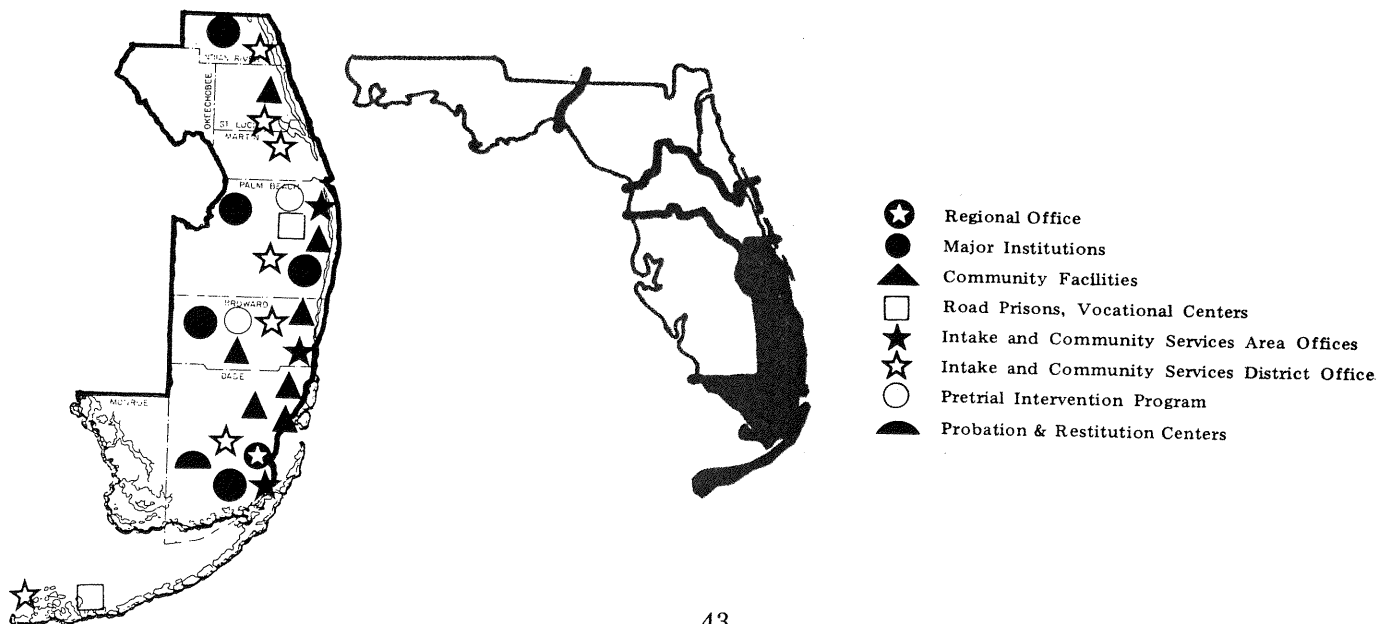 INDIAN RIVER
OKEECHOBEE
ST. LUCIE
MARTIN
PALM BEACH
BROWARD
DADE
MONROE
Regional Office
Major Institutions
Community Facilities
Road Prisons, Vocational Centers
Intake and Community Services Area Offices
Intake and Community Services District Office
Pretrial Intervention Program
Probation & Restitution Centers
43